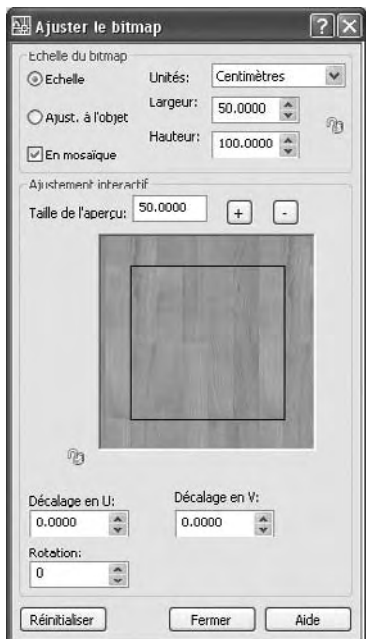 Ajuster le bitmap
Echelle du bitmap
Echelle
Unités: Centimètres
Largeur: 50.0000
Ajust. à l'objet
Hauteur: 100.0000
En mosaïque
Ajustement interactif
Taille de l'aperçu: 50.0000 + -
Décalage en U: Décalage en V:
0.0000 0.0000
Rotation:
0
Réinitialiser Fermer Aide